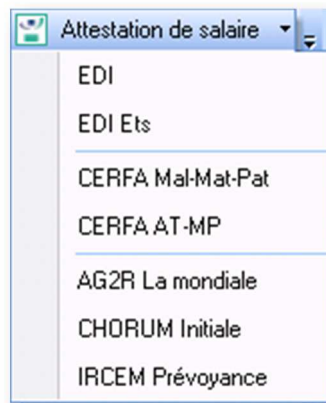 Attestation de salaire
EDI
EDI Ets
CERFA Mal-Mat-Pat
CERFA AT-MP
AG2R La mondiale
CHORUM Initiale
IRCEM Prévoyance